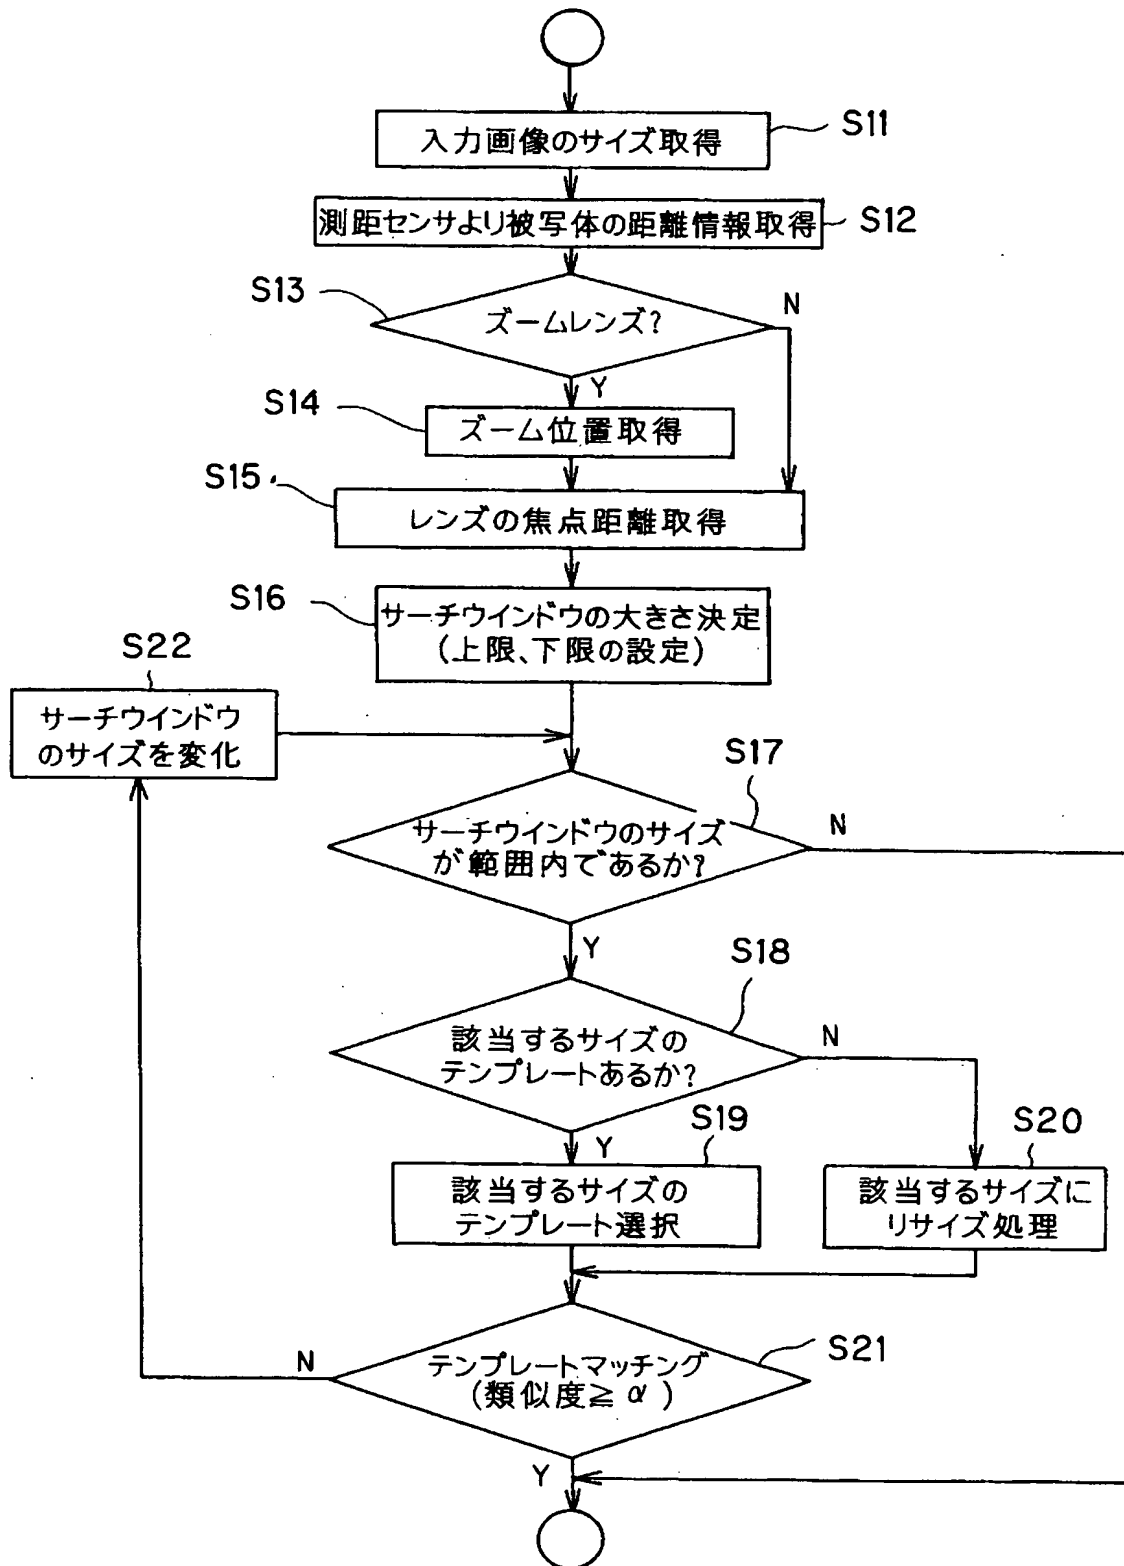 S11
入力画像のサイズ取得
S12
測距センサより被写体の距離情報取得
S13
ズームレンズ?
N
Y
S14
ズーム位置取得
S15
レンズの焦点距離取得
S16
サーチウインドウの大きさ決定
(上限、下限の設定)
S22
サーチウインドウ
のサイズを変化
S17
サーチウインドウのサイズ
が範囲内であるか?
N
Y
S18
該当するサイズの
テンプレートあるか?
N
Y
S19
該当するサイズの
テンプレート選択
S20
該当するサイズに
リサイズ処理
S21
テンプレートマッチング
(類似度≧α)
N
Y